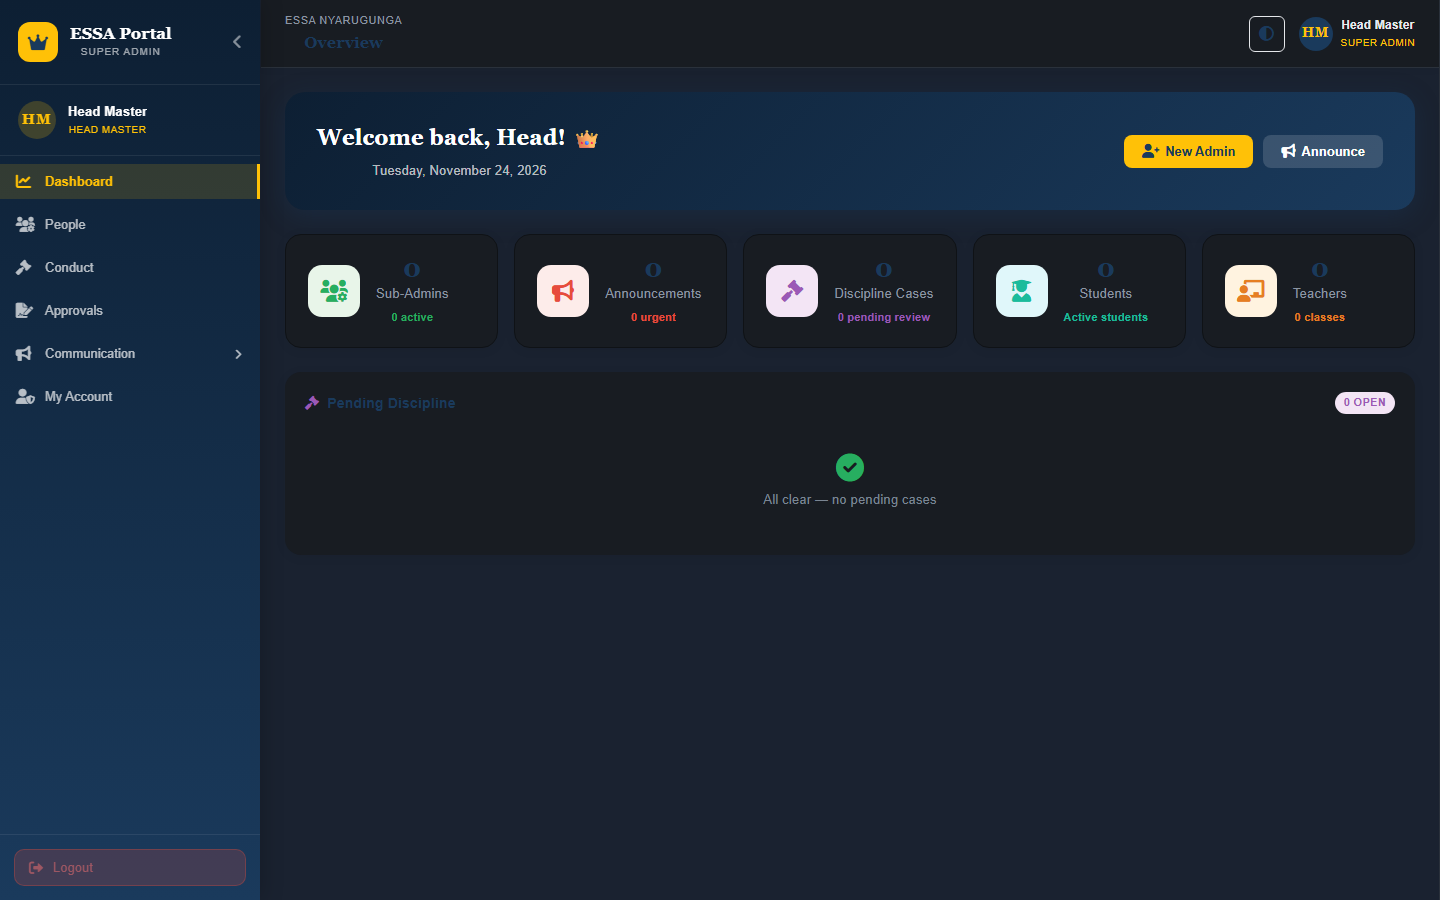 ESSA Portal
SUPER ADMIN
HM
Head Master
HEAD MASTER
Dashboard
People
Conduct
Approvals
Communication
My Account
Logout
ESSA NYARUGUNGA
Overview
HM
Head Master
SUPER ADMIN
Welcome back, Head! 👑
Tuesday, November 24, 2026
New Admin
Announce
0
Sub-Admins
0 active
0
Announcements
0 urgent
0
Discipline Cases
0 pending review
0
Students
Active students
0
Teachers
0 classes
Pending Discipline
0 OPEN
All clear — no pending cases